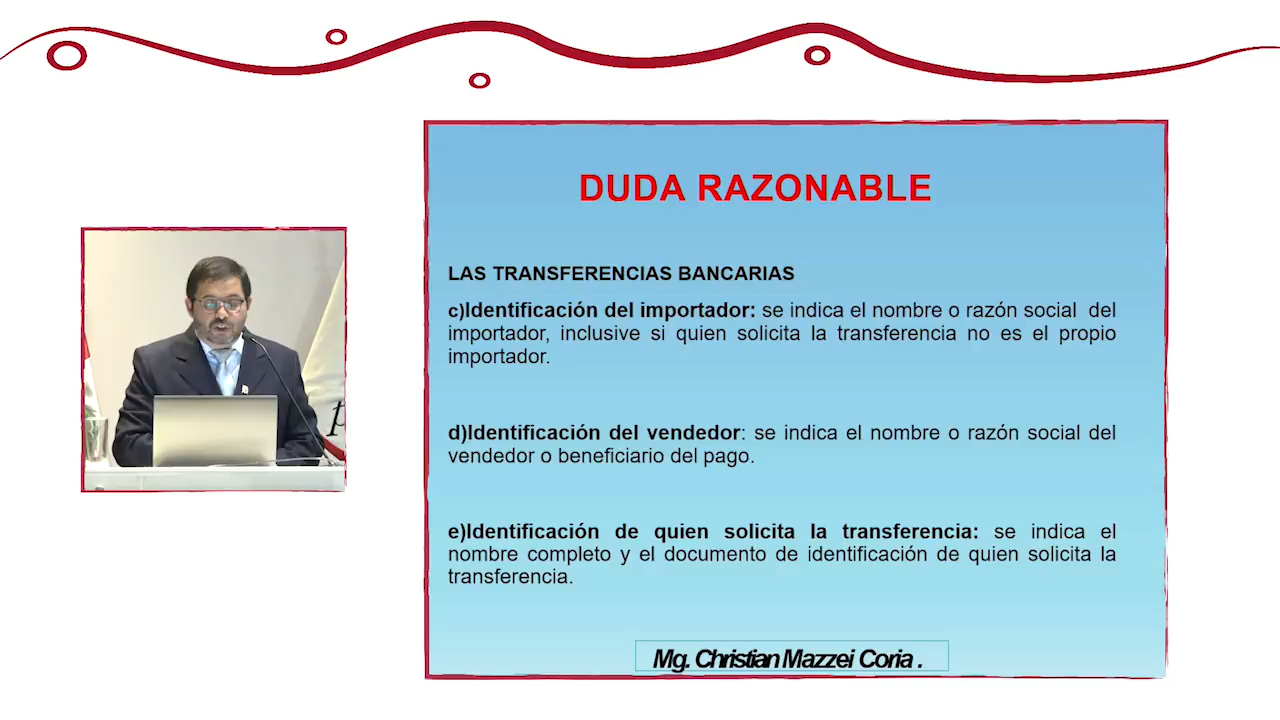 DUDA RAZONABLE
LAS TRANSFERENCIAS BANCARIAS
c)Identificación del importador: se indica el nombre o razón social del
importador, inclusive si quien solicita la transferencia no es el propio
importador.
d)Identificación del vendedor: se indica el nombre o razón social del
vendedor o beneficiario del pago.
e)Identificación de quien solicita la transferencia: se indica el
nombre completo y el documento de identificación de quien solicita la
transferencia.
Mg. Christian Mazzei Coria .